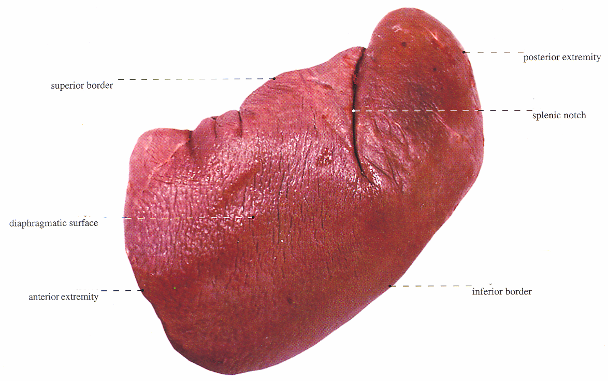 posterior extremity
superior border
splenic notch
diaphragmatic surface
inferior border
anterior extremity